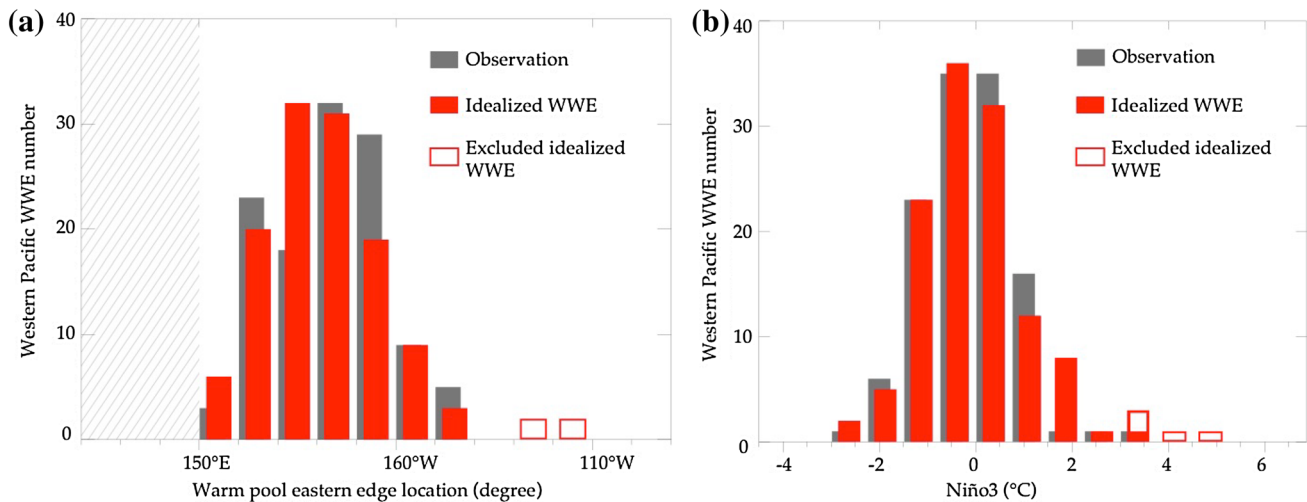 (a)
Western Pacific WWE number
40
30
20
10
0
Observation
Idealized WWE
Excluded idealized
WWE
150°E
160°W
110°W
Warm pool eastern edge location (degree)
(b)
Western Pacific WWE number
40
30
20
10
0
Observation
Idealized WWE
Excluded idealized
WWE
-4
-2
0
2
4
6
Niño3 (°C)